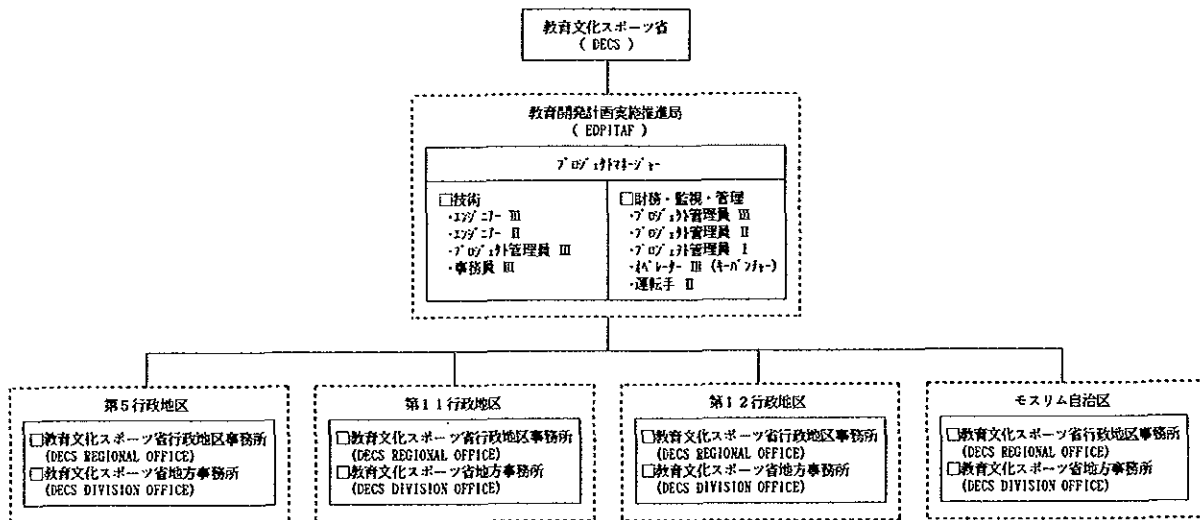 教育文化スポーツ省
( DECS )
教育開発計画実施推進局
( EDPITAF )
ﾌﾟﾛｼﾞｪｸﾄﾏﾈｰｼﾞｬｰ
□技術
・ｴﾝｼﾞﾆｱｰ Ⅲ
・ｴﾝｼﾞﾆｱｰ Ⅱ
・ﾌﾟﾛｼﾞｪｸﾄ管理員 Ⅲ
・事務員 Ⅲ
□財務・監視・管理
・ﾌﾟﾛｼﾞｪｸﾄ管理員 Ⅲ
・ﾌﾟﾛｼﾞｪｸﾄ管理員 Ⅱ
・ﾌﾟﾛｼﾞｪｸﾄ管理員 Ⅰ
・ｵﾍﾟﾚｰﾀｰ Ⅲ (ｷｰﾊﾟﾝﾁｬｰ)
・運転手 Ⅱ
第5行政地区
□教育文化スポーツ省行政地区事務所
(DECS REGIONAL OFFICE)
□教育文化スポーツ省地方事務所
(DECS DIVISION OFFICE)
第11行政地区
□教育文化スポーツ省行政地区事務所
(DECS REGIONAL OFFICE)
□教育文化スポーツ省地方事務所
(DECS DIVISION OFFICE)
第12行政地区
□教育文化スポーツ省行政地区事務所
(DECS REGIONAL OFFICE)
□教育文化スポーツ省地方事務所
(DECS DIVISION OFFICE)
モスリム自治区
□教育文化スポーツ省行政地区事務所
(DECS REGIONAL OFFICE)
□教育文化スポーツ省地方事務所
(DECS DIVISION OFFICE)